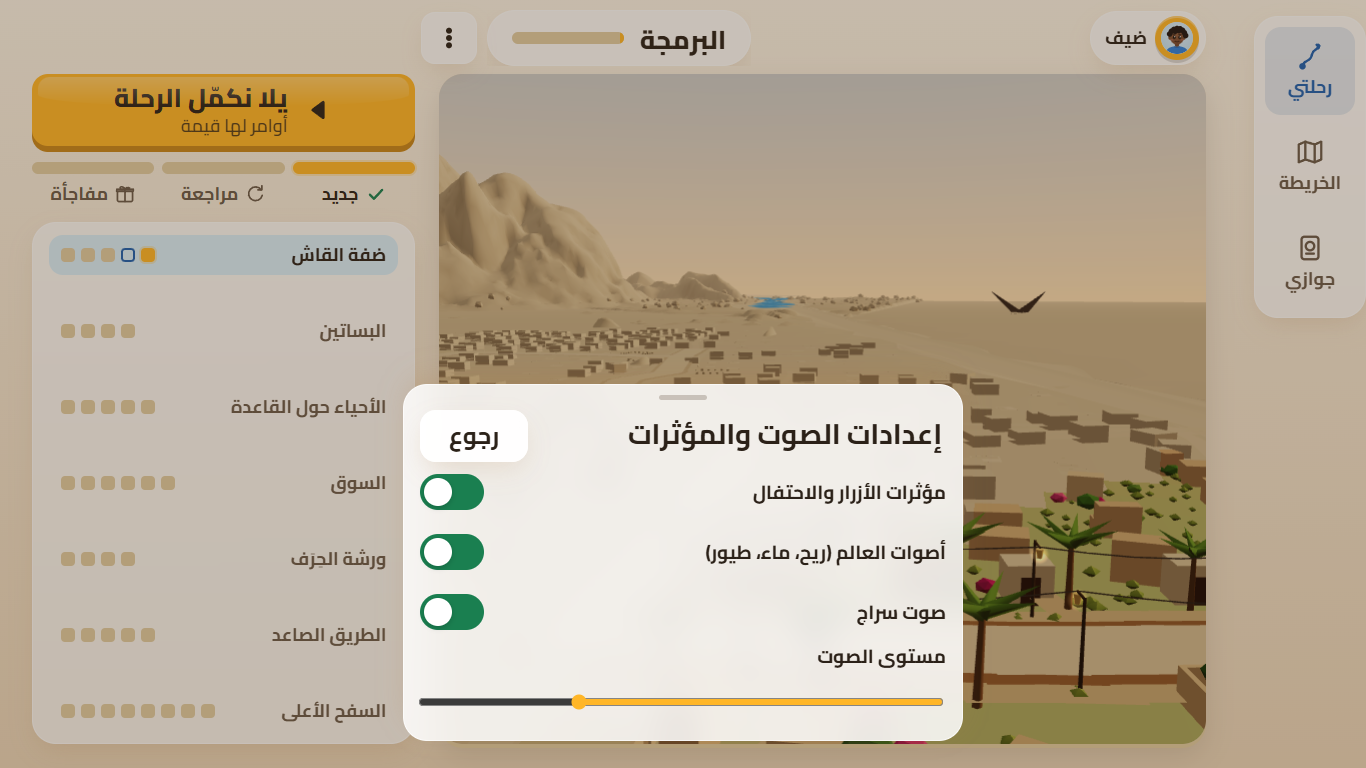 رحلتي
الخريطة
جوازي
ضيف
البرمجة
يلا نكمّل الرحلة
أوامر لها قيمة
جديد
مراجعة
مفاجأة
ضفة القاش
البساتين
الأحياء حول القاعدة
السوق
ورشة الجِرَف
الطريق الصاعد
السفح الأعلى
إعدادات الصوت والمؤثرات
رجوع
مؤثرات الأزرار والاحتفال
أصوات العالم (ريح، ماء، طيور)
صوت سراج
مستوى الصوت